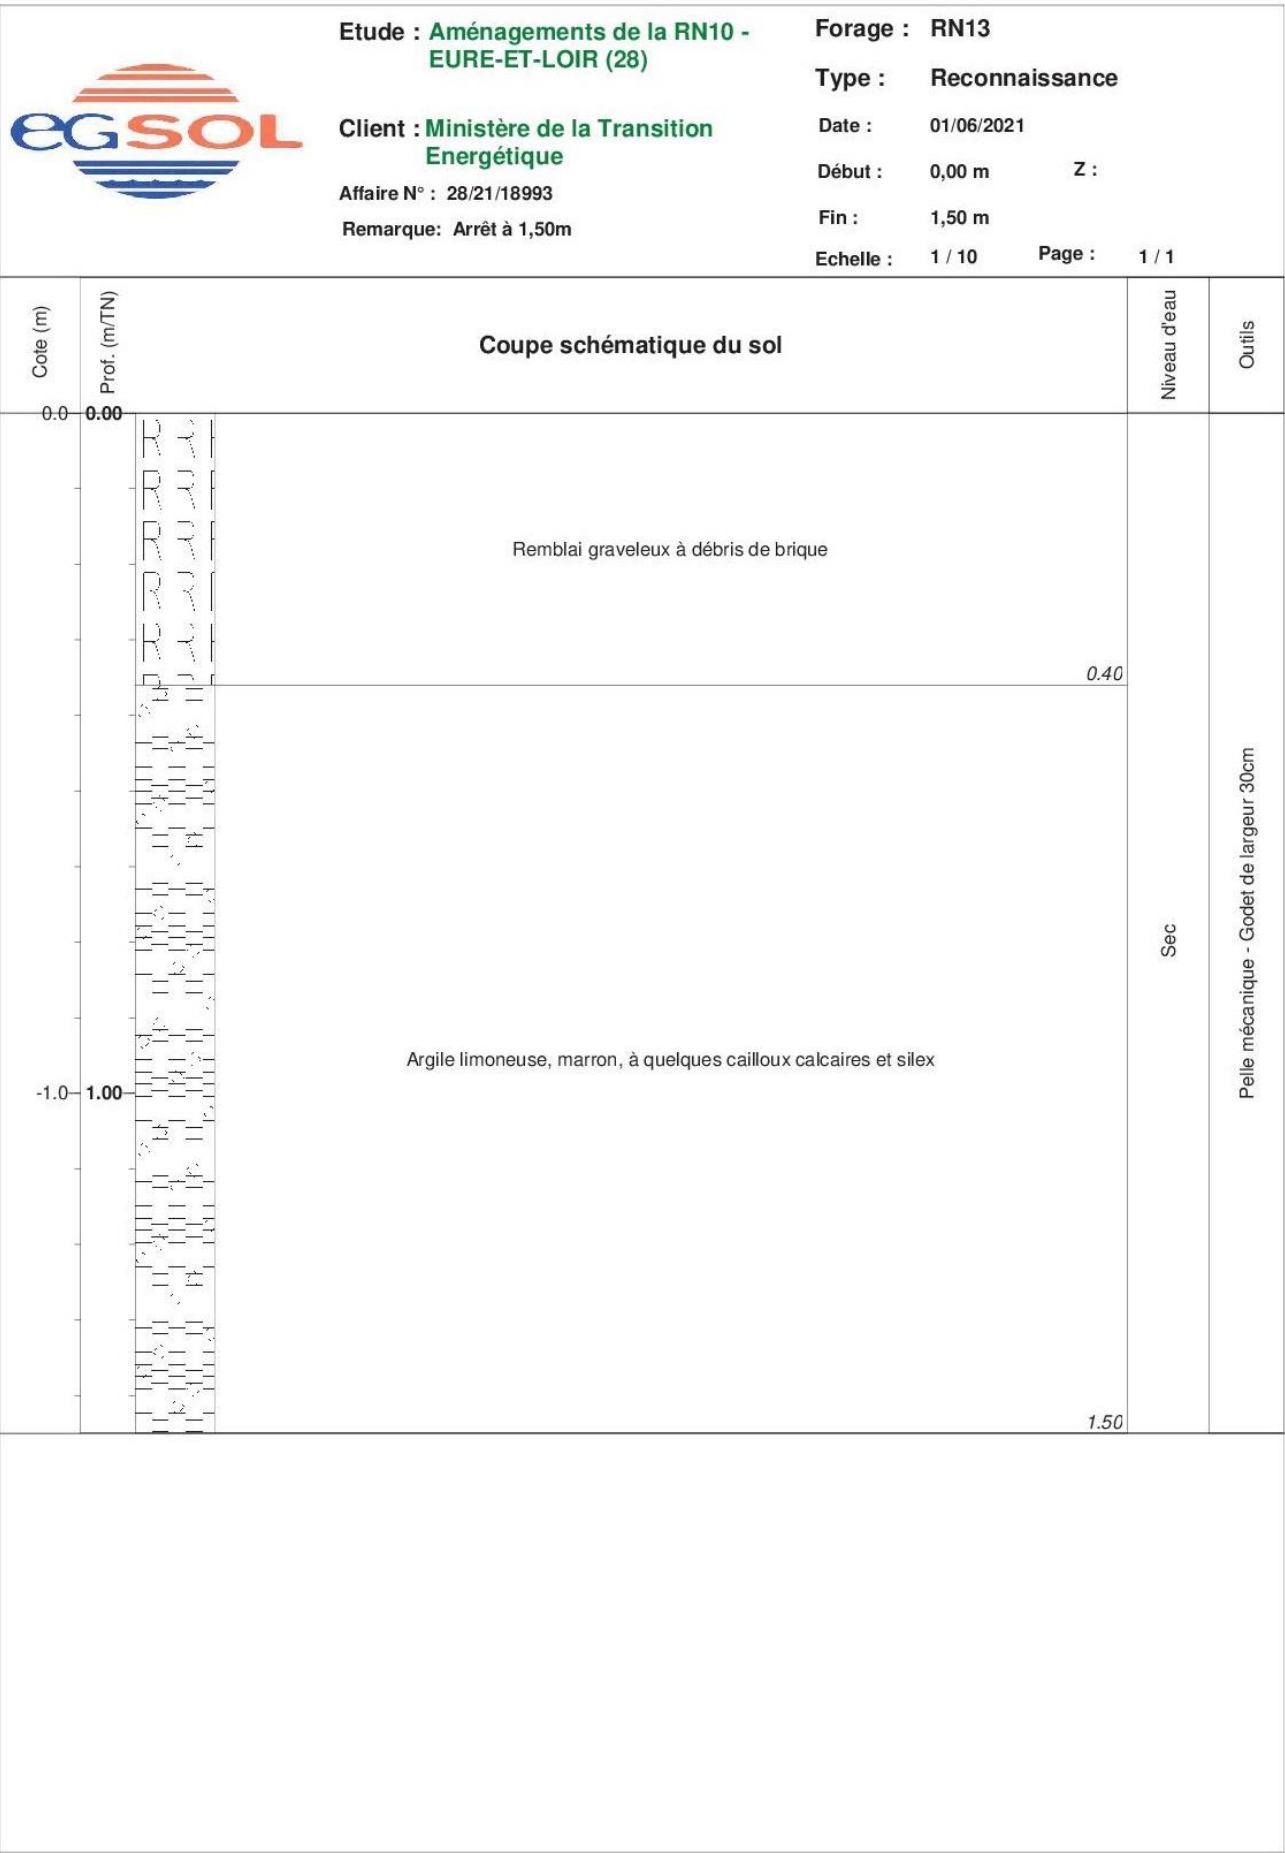 eGSOL
Etude : Aménagements de la RN10 -
EURE-ET-LOIR (28)
Client : Ministère de la Transition
Energétique
Affaire N° : 28/21/18993
Remarque: Arrêt à 1,50m
Forage : RN13
Type : Reconnaissance
Date : 01/06/2021
Début : 0,00 m Z :
Fin : 1,50 m
Echelle : 1 / 10 Page : 1 / 1
Cote (m)
Prof. (m/TN)
Coupe schématique du sol
Niveau d'eau
Outils
0.0 0.00
Remblai graveleux à débris de brique
0.40
Argile limoneuse, marron, à quelques cailloux calcaires et silex
-1.0 1.00
1.50
Sec
Pelle mécanique - Godet de largeur 30cm